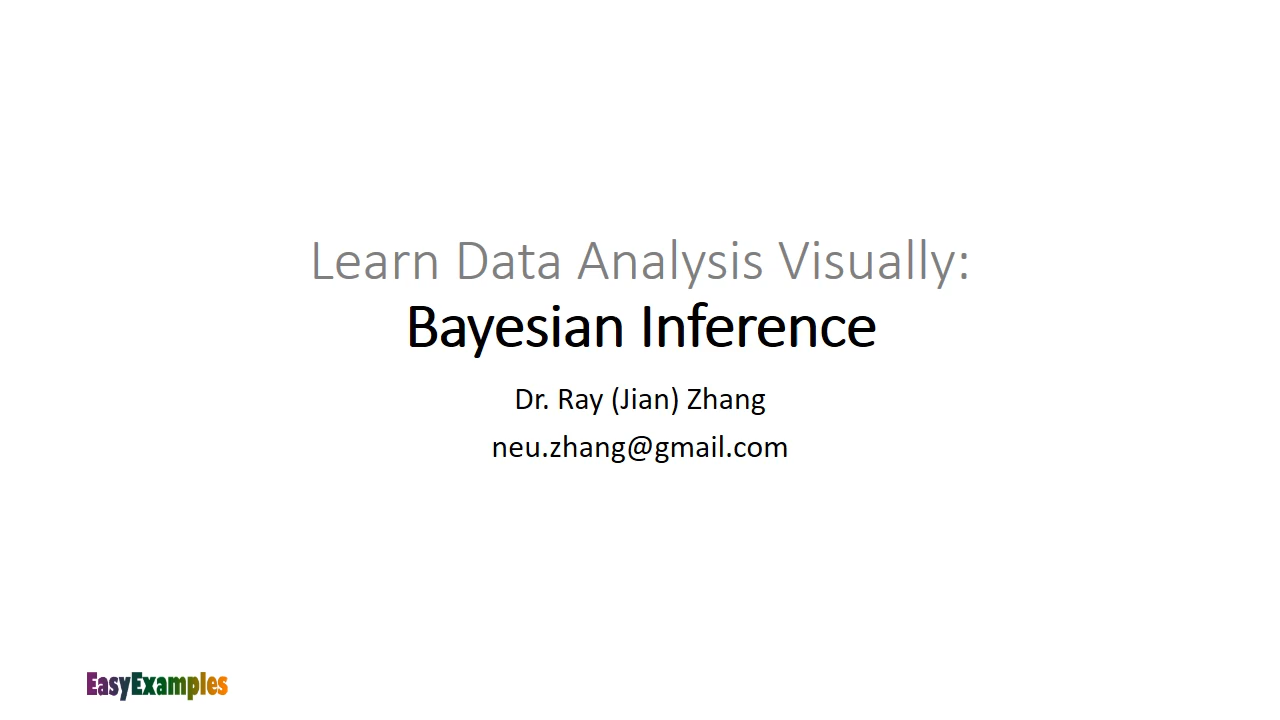 Learn Data Analysis Visually:
Bayesian Inference
Dr. Ray (Jian) Zhang
neu.zhang@gmail.com
EasyExamples